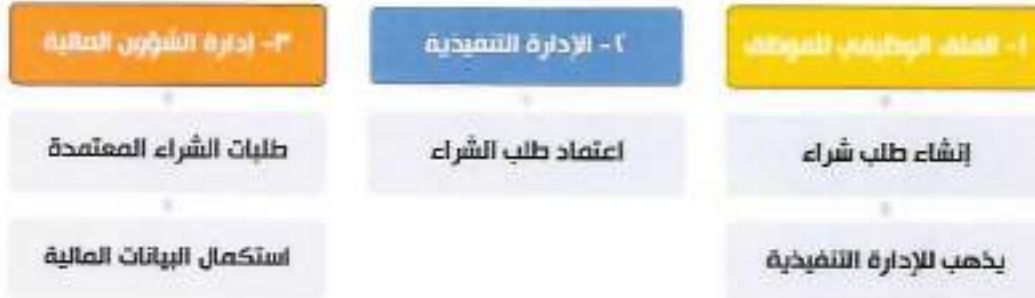 ١- الملف الوظيفي للموظف
إنشاء طلب شراء
يذهب للإدارة التنفيذية
٢- الإدارة التنفيذية
اعتماد طلب الشراء
٣- إدارة الشؤون المالية
طلبات الشراء المعتمدة
استكمال البيانات المالية